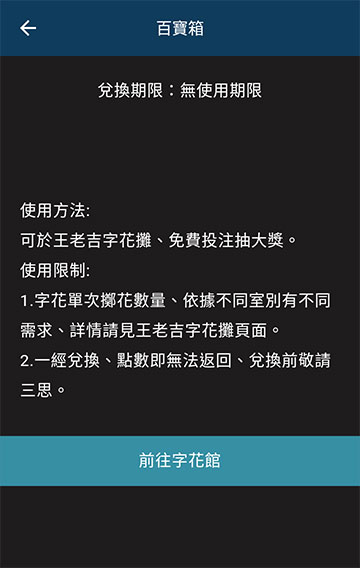 百寶箱
兌換期限：無使用期限
使用方法:
可於王老吉字花攤、免費投注抽大獎。
使用限制:
1.字花單次擲花數量、依據不同室別有不同
需求、詳情請見王老吉字花攤頁面。
2.一經兌換、點數即無法返回、兌換前敬請
三思。
前往字花館